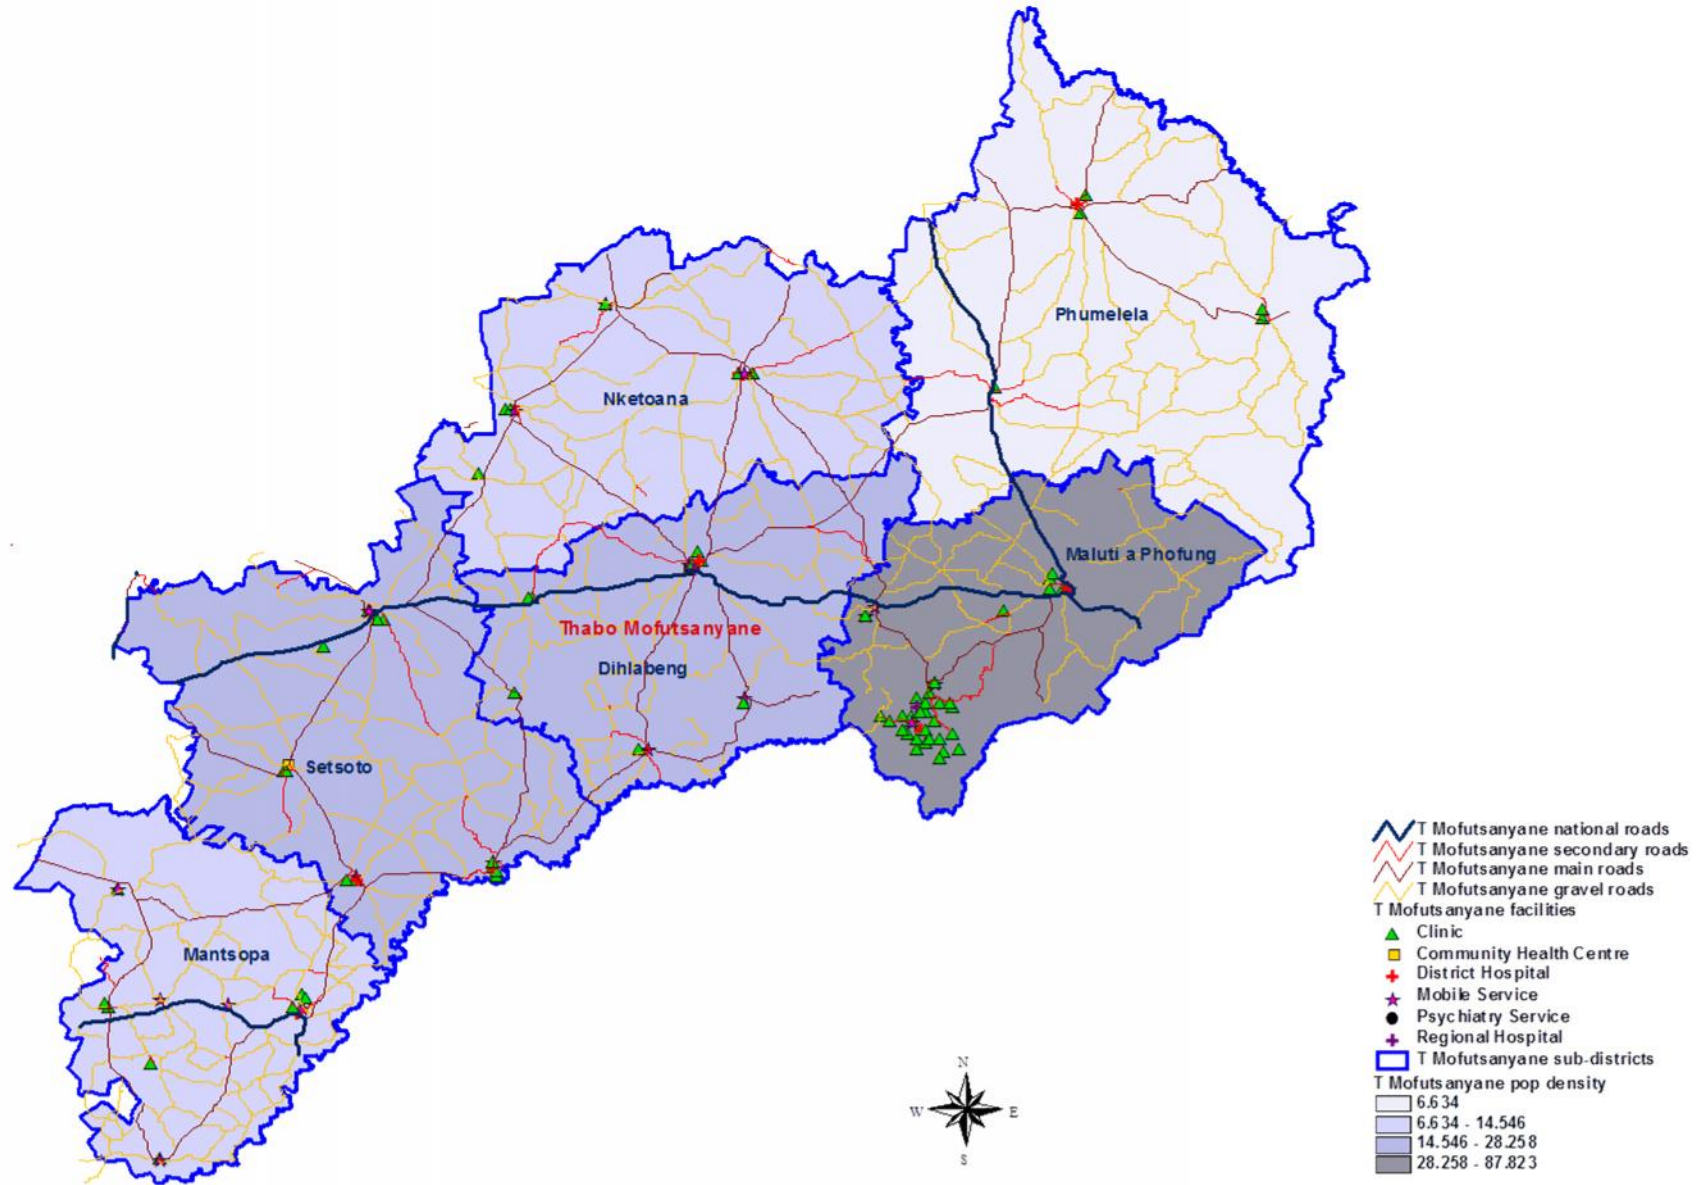 Phumelela
Nketoana
Maluti a Phofung
Thabo Mofutsanyane
Dihlabeng
Setsoto
Mantsopa
N
W E
S
T Mofutsanyane national roads
T Mofutsanyane secondary roads
T Mofutsanyane main roads
T Mofutsanyane gravel roads
T Mofutsanyane facilities
Clinic
Community Health Centre
District Hospital
Mobile Service
Psychiatry Service
Regional Hospital
T Mofutsanyane sub-districts
T Mofutsanyane pop density
6.634
6.634 - 14.546
14.546 - 28.258
28.258 - 87.823